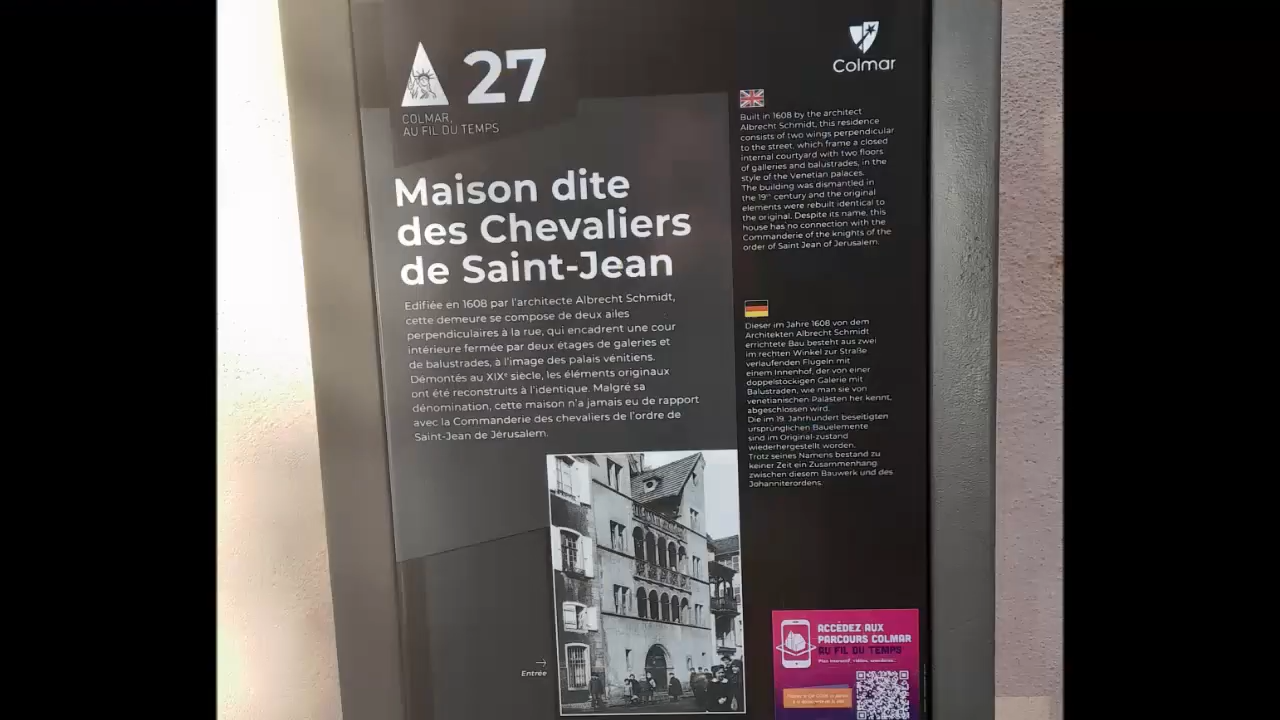 27
COLMAR,
AU FIL DU TEMPS
Maison dite
des Chevaliers
de Saint-Jean
Edifiée en 1608 par l'architecte Albrecht Schmidt,
cette demeure se compose de deux ailes
perpendiculaires à la rue, qui encadrent une cour
intérieure fermée par deux étages de galeries et
de balustrades, à l'image des palais vénitiens.
Démontés au XIXe siècle, les éléments originaux
ont été reconstruits à l'identique. Malgré sa
dénomination, cette maison n'a jamais eu de rapport
avec la Commanderie des chevaliers de l'ordre de
Saint-Jean de Jérusalem.
Entrée
Colmar
Built in 1608 by the architect
Albrecht Schmidt, this residence
consists of two wings perpendicular
to the street, which frame a closed
internal courtyard with two floors
of galleries and balustrades, in the
style of the Venetian palaces.
The building was dismantled in
the 19th century and the original
elements were rebuilt identical to
the original. Despite its name, this
house has no connection with the
Commanderie of the knights of the
order of Saint Jean of Jerusalem.
Dieser im Jahre 1608 von dem
Architekten Albrecht Schmidt
errichtete Bau besteht aus zwei
im rechten Winkel zur Straße
verlaufenden Flügeln mit
einem Innenhof, der von einer
doppelstöckigen Galerie mit
Balustraden, wie man sie von
venetianischen Palästen her kennt,
abgeschlossen wird.
Die im 19. Jahrhundert beseitigten
ursprünglichen Bauelemente
sind im Original-zustand
wiederhergestellt worden.
Trotz seines Namens bestand zu
keiner Zeit ein Zusammenhang
zwischen diesem Bauwerk und des
Johanniterordens.
ACCÉDEZ AUX
PARCOURS COLMAR
AU FIL DU TEMPS